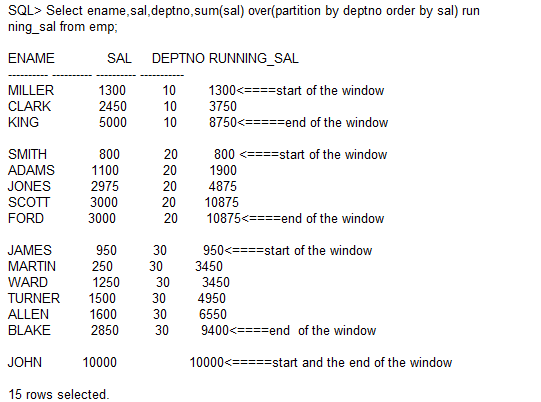 SQL> Select ename,sal,deptno,sum(sal) over(partition by deptno order by sal) run
ning_sal from emp;
ENAME SAL DEPTNO RUNNING_SAL
---------- ---------- ---------- -----------
MILLER 1300 10 1300<====start of the window
CLARK 2450 10 3750
KING 5000 10 8750<=====end of the window
SMITH 800 20 800 <====start of the window
ADAMS 1100 20 1900
JONES 2975 20 4875
SCOTT 3000 20 10875
FORD 3000 20 10875<====end of the window
JAMES 950 30 950<====start of the window
MARTIN 250 30 3450
WARD 1250 30 3450
TURNER 1500 30 4950
ALLEN 1600 30 6550
BLAKE 2850 30 9400<====end of the window
JOHN 10000 10000<=====start and the end of the window
15 rows selected.